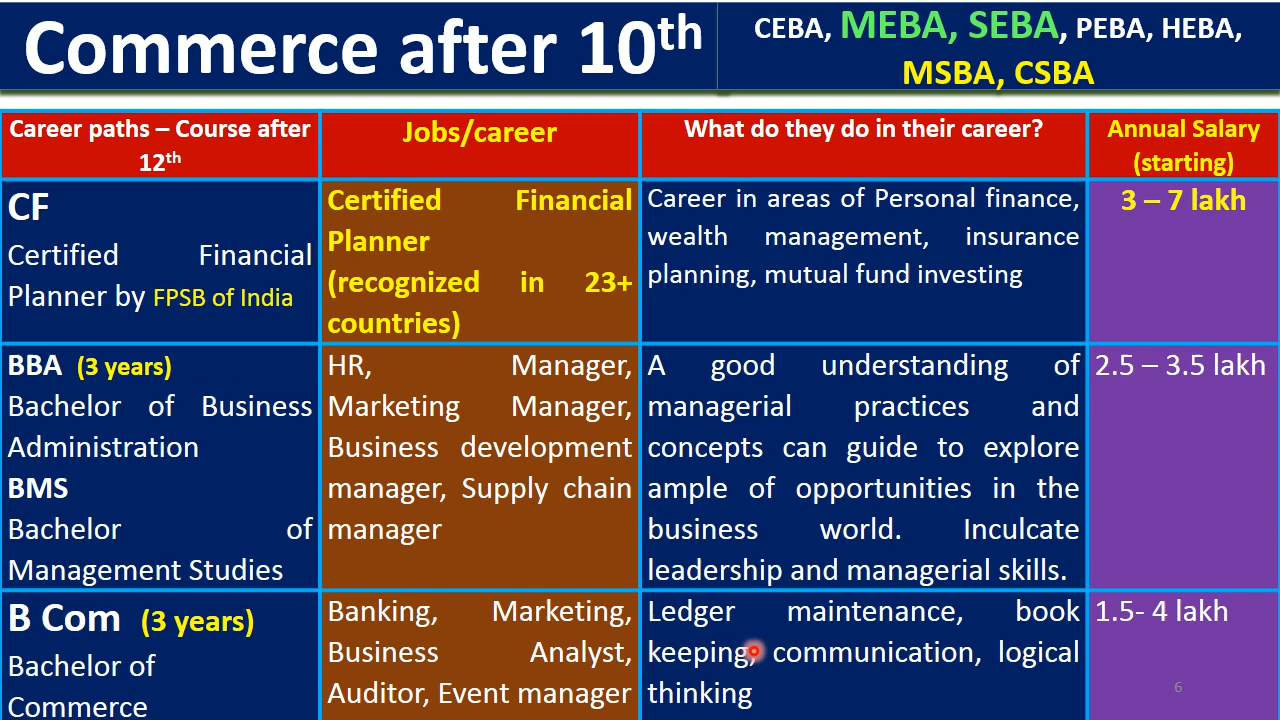 Commerce after 10th
CEBA, MEBA, SEBA, PEBA, HEBA,
MSBA, CSBA
Career paths – Course after
12th
Jobs/career
What do they do in their career?
Annual Salary
(starting)
CF
Certified Financial
Planner by FPSB of India
Certified Financial
Planner
(recognized in 23+
countries)
Career in areas of Personal finance,
wealth management, insurance
planning, mutual fund investing
3 – 7 lakh
BBA (3 years)
Bachelor of Business
Administration
BMS
Bachelor of
Management Studies
HR, Manager,
Marketing Manager,
Business development
manager, Supply chain
manager
A good understanding of
managerial practices and
concepts can guide to explore
ample of opportunities in the
business world. Inculcate
leadership and managerial skills.
2.5 – 3.5 lakh
B Com (3 years)
Bachelor of
Commerce
Banking, Marketing,
Business Analyst,
Auditor, Event manager
Ledger maintenance, book
keeping, communication, logical
thinking
1.5- 4 lakh
6